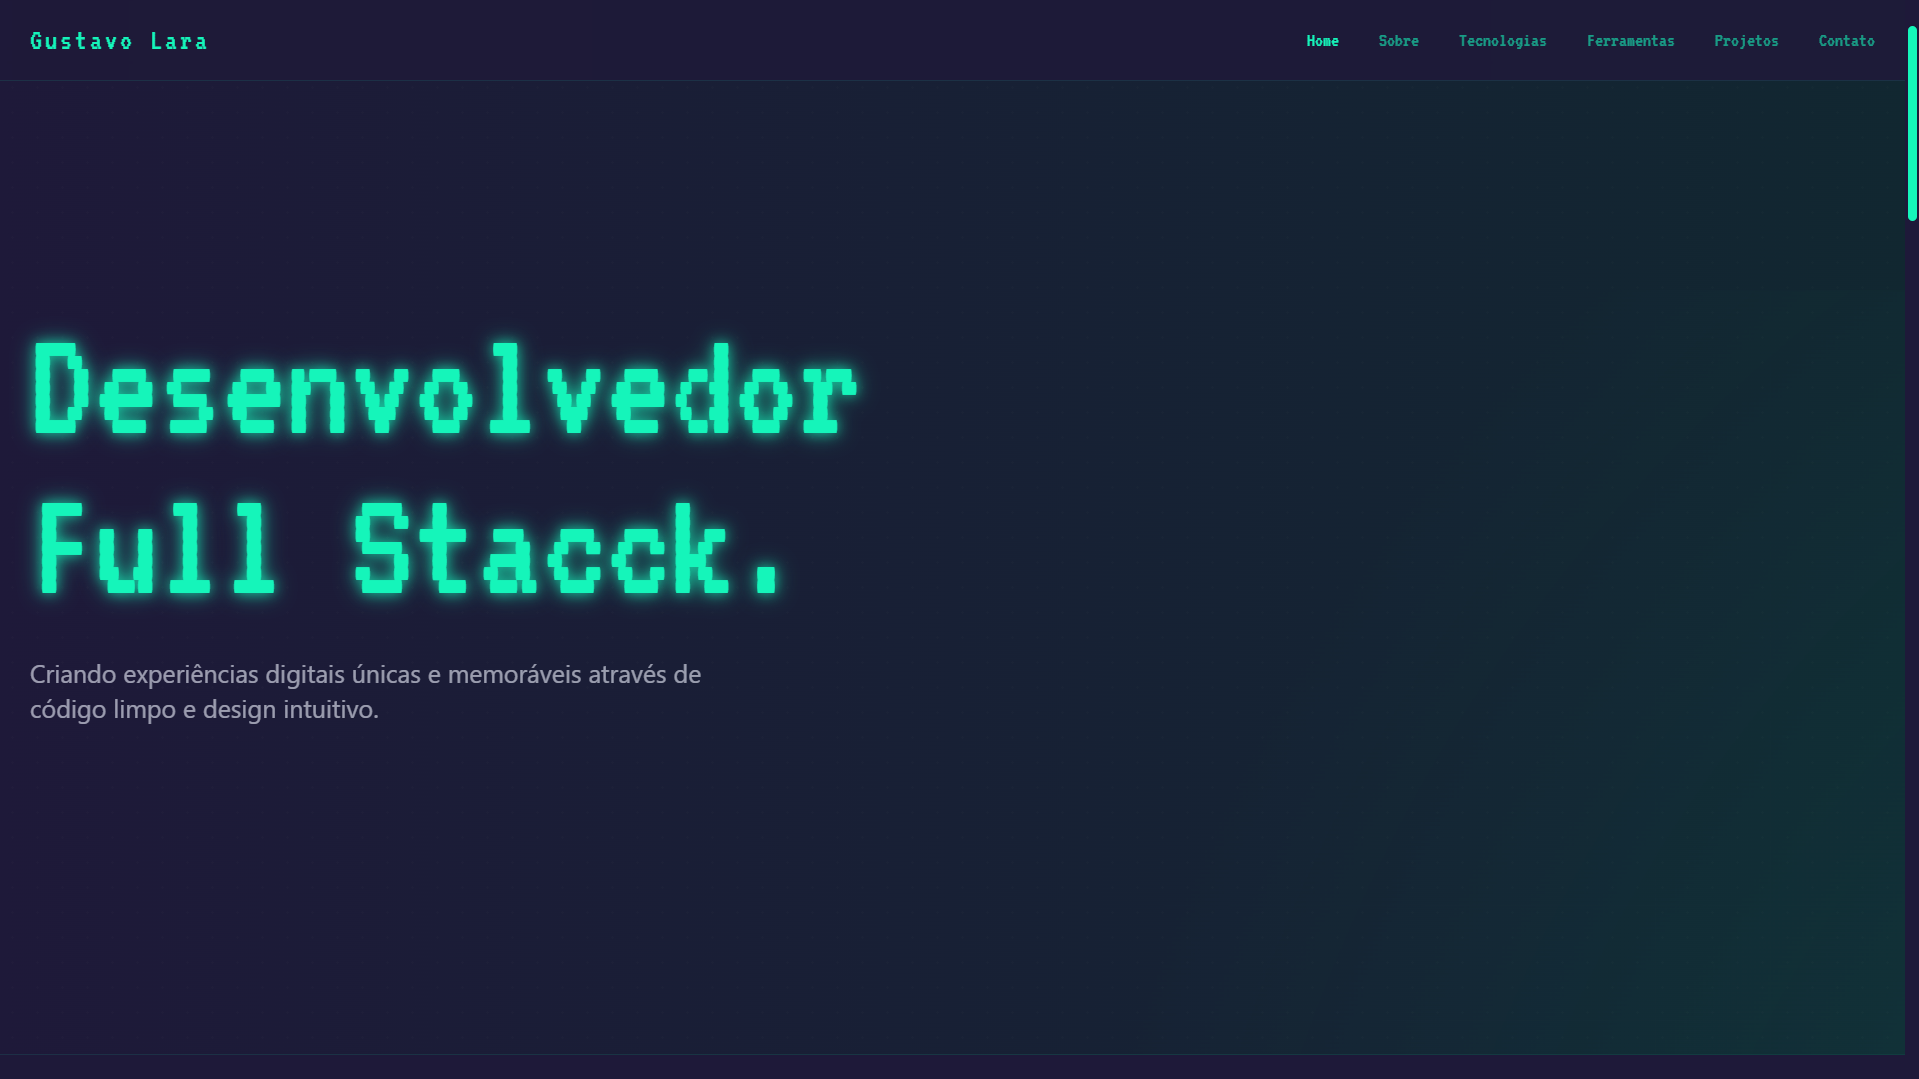 Gustavo Lara
Home Sobre Tecnologias Ferramentas Projetos Contato
Desenvolvedor
Full Stacck.
Criando experiências digitais únicas e memoráveis através de
código limpo e design intuitivo.